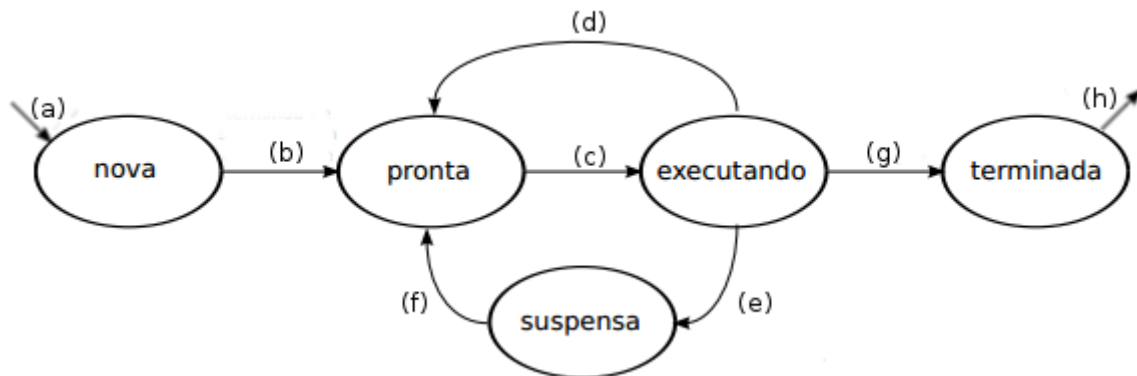 (d)
(a)
(h)
nova
(b)
pronta
(c)
executando
(g)
terminada
(f)
suspensa
(e)